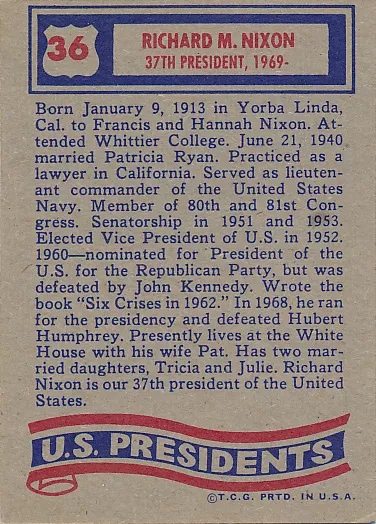 36
RICHARD M. NIXON
37TH PRESIDENT, 1969-
Born January 9, 1913 in Yorba Linda,
Cal. to Francis and Hannah Nixon. At-
tended Whittier College. June 21, 1940
married Patricia Ryan. Practiced as a
lawyer in California. Served as lieuten-
ant commander of the United States
Navy. Member of 80th and 81st Con-
gress. Senatorship in 1951 and 1953.
Elected Vice President of U.S. in 1952.
1960—nominated for President of the
U.S. for the Republican Party, but was
defeated by John Kennedy. Wrote the
book "Six Crises in 1962." In 1968, he ran
for the presidency and defeated Hubert
Humphrey. Presently lives at the White
House with his wife Pat. Has two mar-
ried daughters, Tricia and Julie. Richard
Nixon is our 37th president of the United
States.
U.S. PRESIDENTS
©T.C.G. PRTD. IN U.S.A.